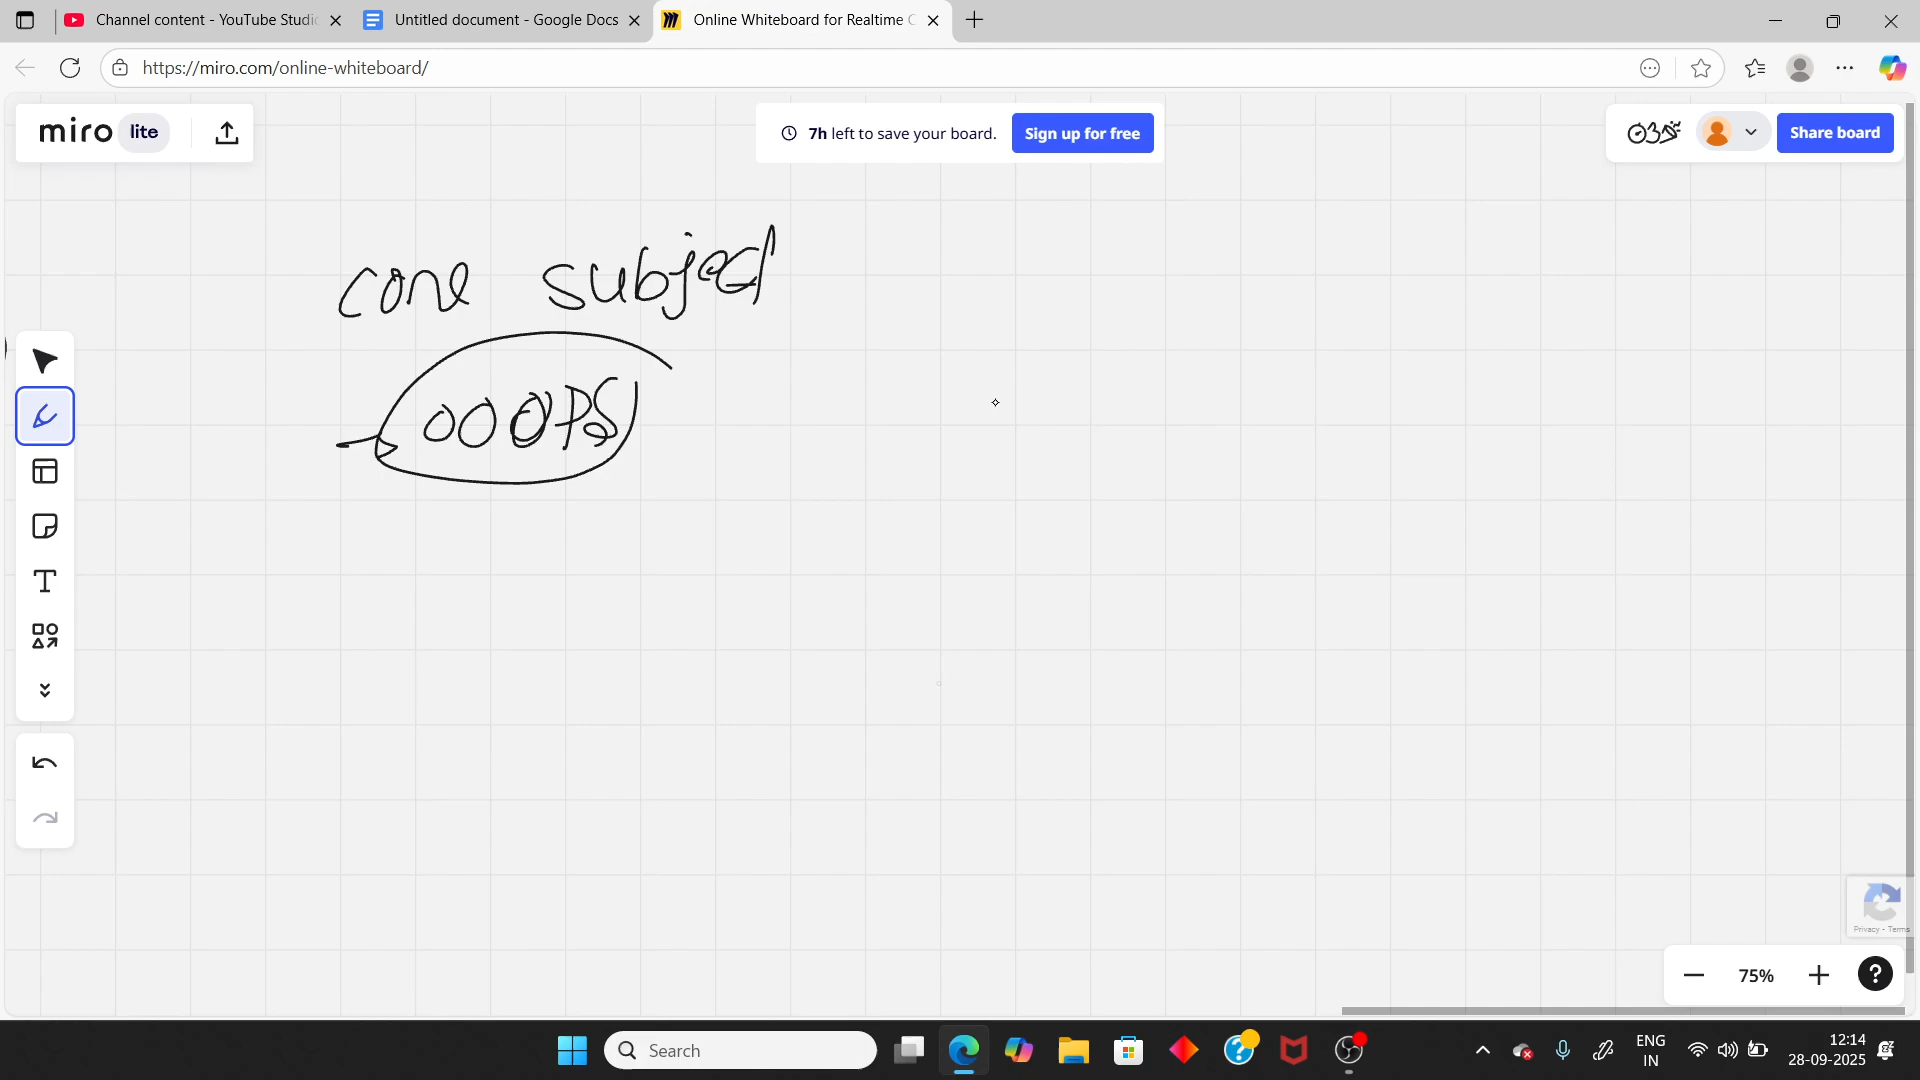 Channel content - YouTube Studio
Untitled document - Google Docs
Online Whiteboard for Realtime C
https://miro.com/online-whiteboard/
miro lite
7h left to save your board.
Sign up for free
Share board
core subject
OOOPS
T
75%
Privacy - Terms
Search
ENG
IN
12:14
28-09-2025